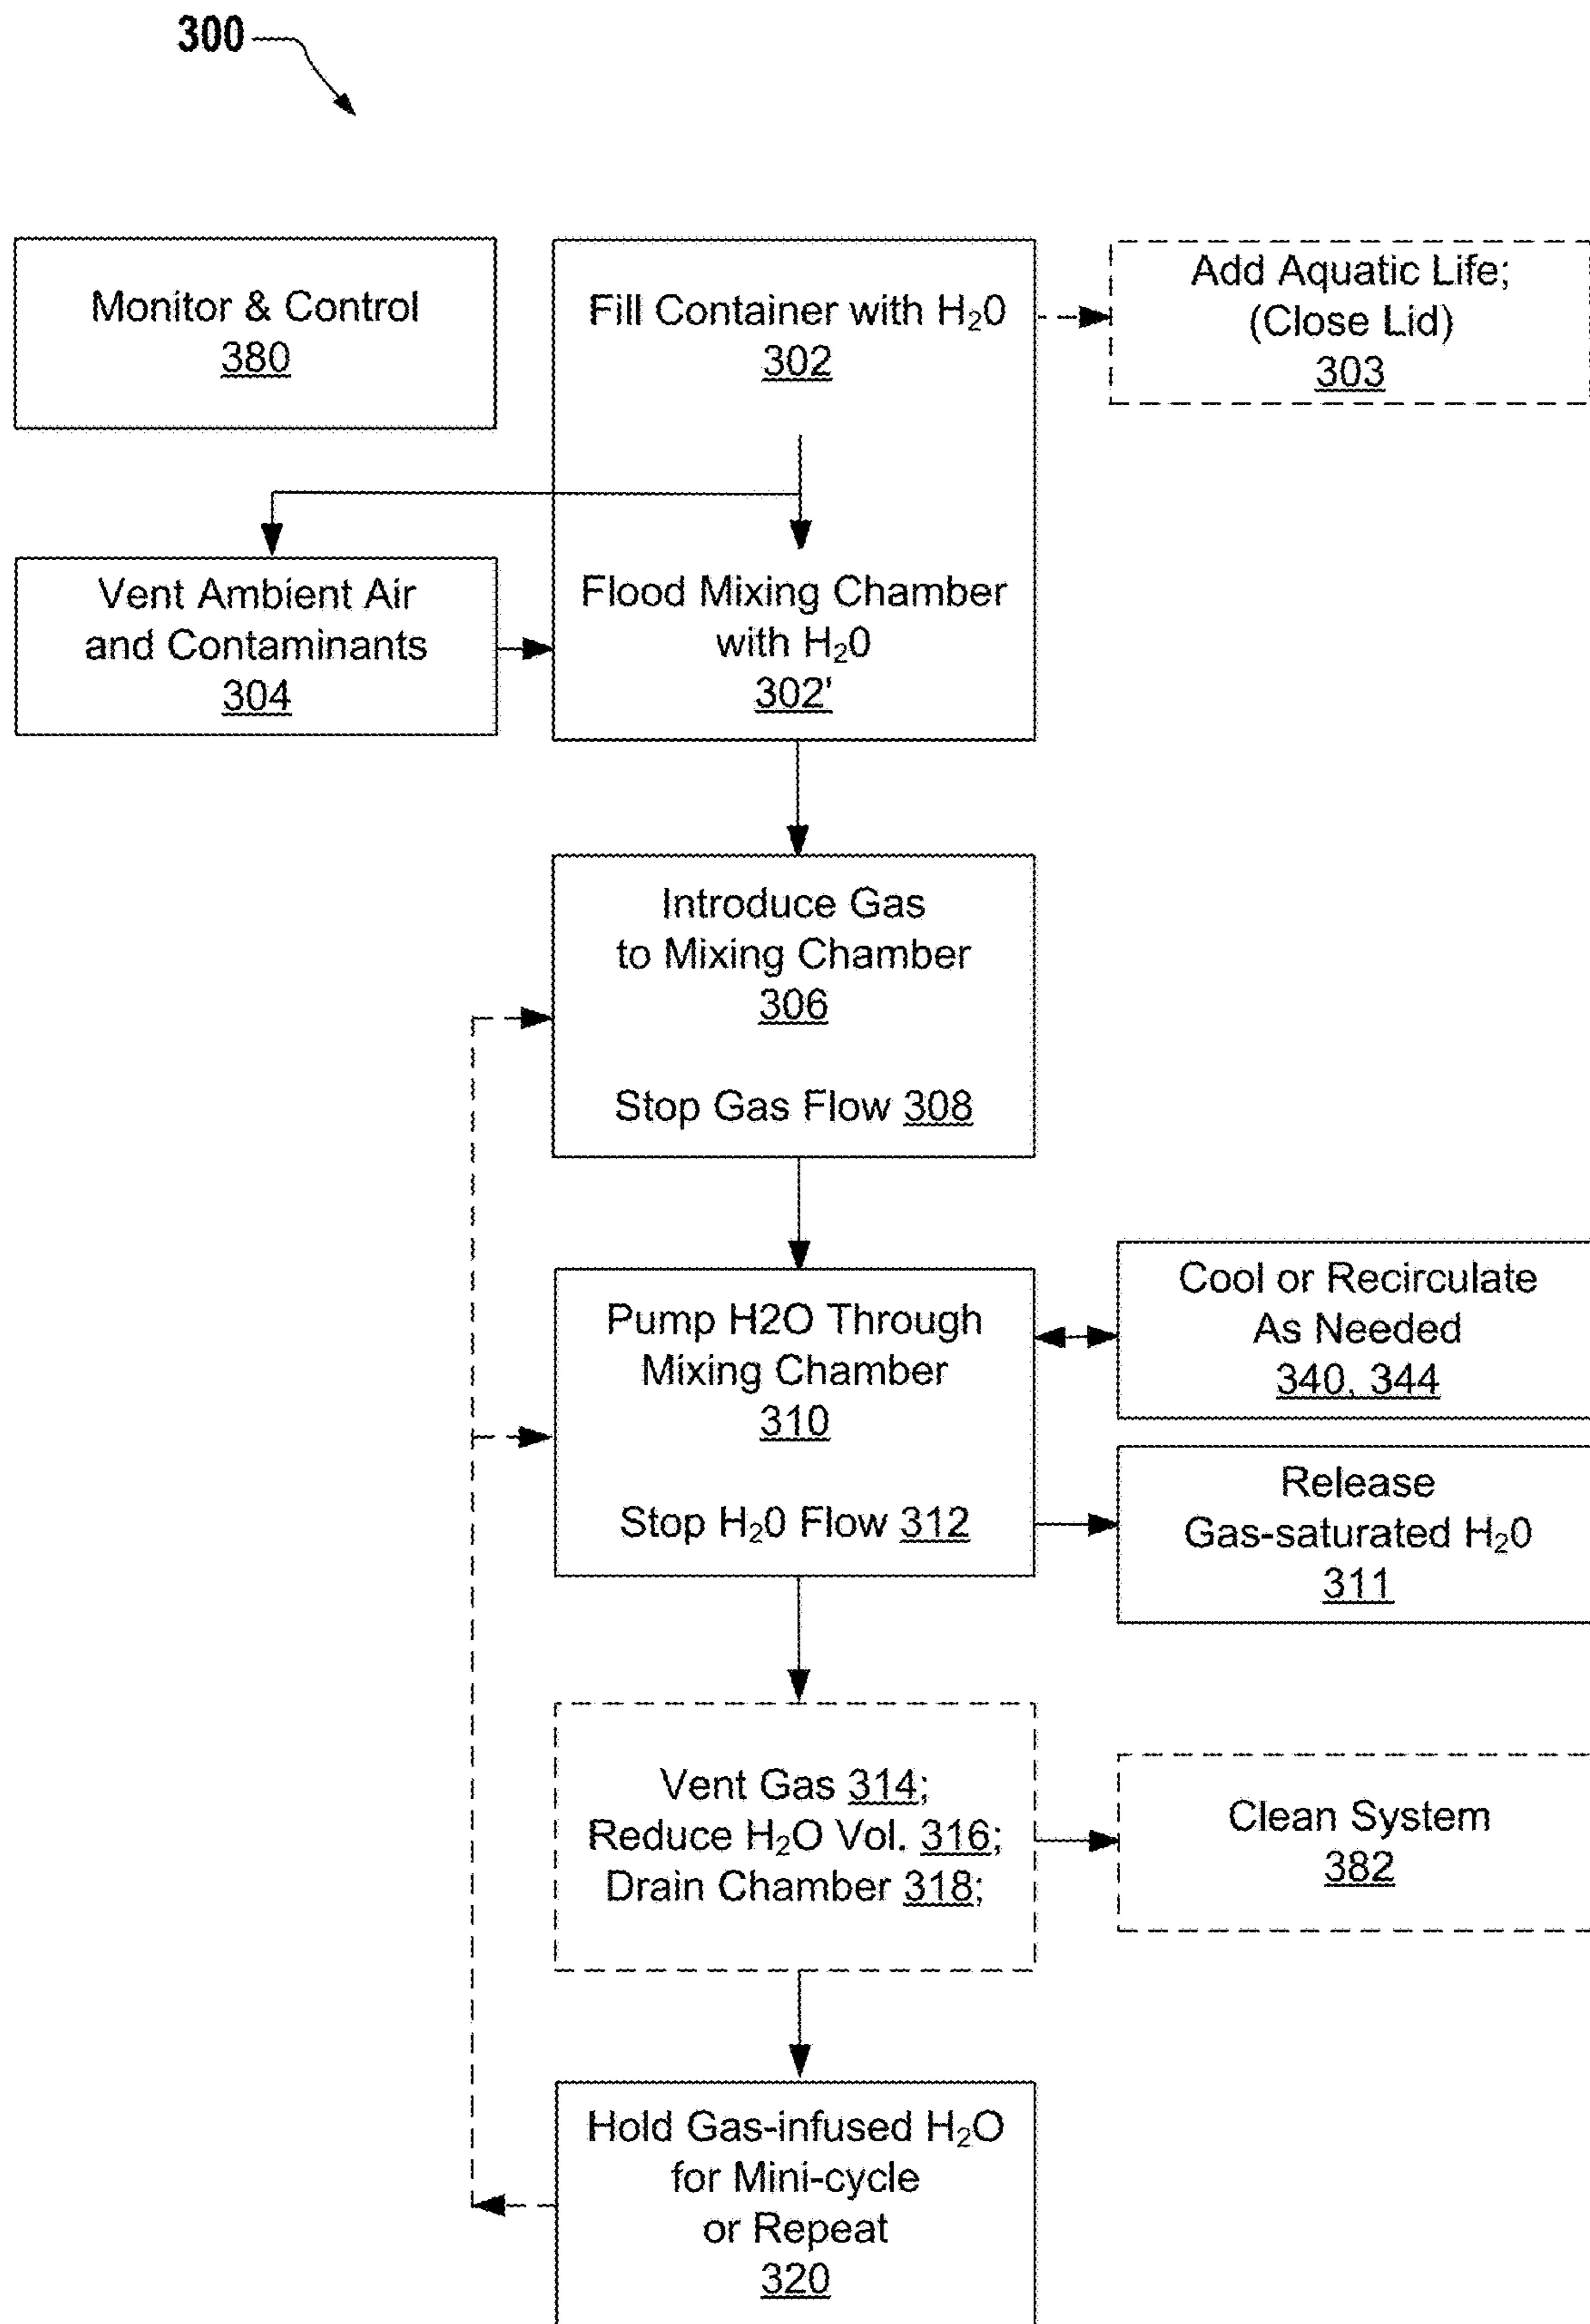 300
Monitor & Control
380
Fill Container with H₂0
302
Add Aquatic Life;
(Close Lid)
303
Vent Ambient Air
and Contaminants
304
Flood Mixing Chamber
with H₂0
302'
Introduce Gas
to Mixing Chamber
306
Stop Gas Flow 308
Pump H2O Through
Mixing Chamber
310
Stop H₂0 Flow 312
Cool or Recirculate
As Needed
340, 344
Release
Gas-saturated H₂0
311
Vent Gas 314;
Reduce H₂O Vol. 316;
Drain Chamber 318;
Clean System
382
Hold Gas-infused H₂O
for Mini-cycle
or Repeat
320